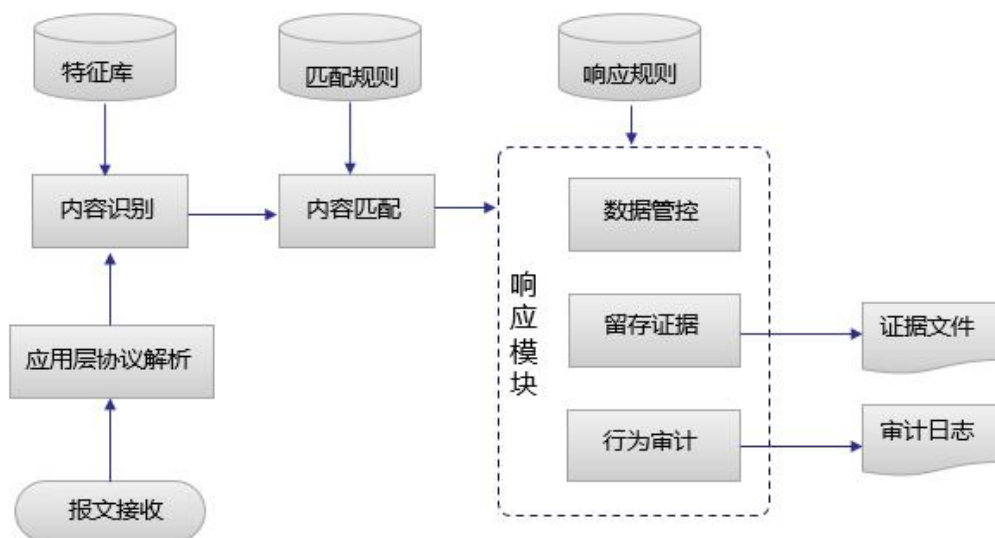 特征库
匹配规则
响应规则
内容识别
内容匹配
数据管控
响应模块
留存证据
证据文件
应用层协议解析
行为审计
审计日志
报文接收